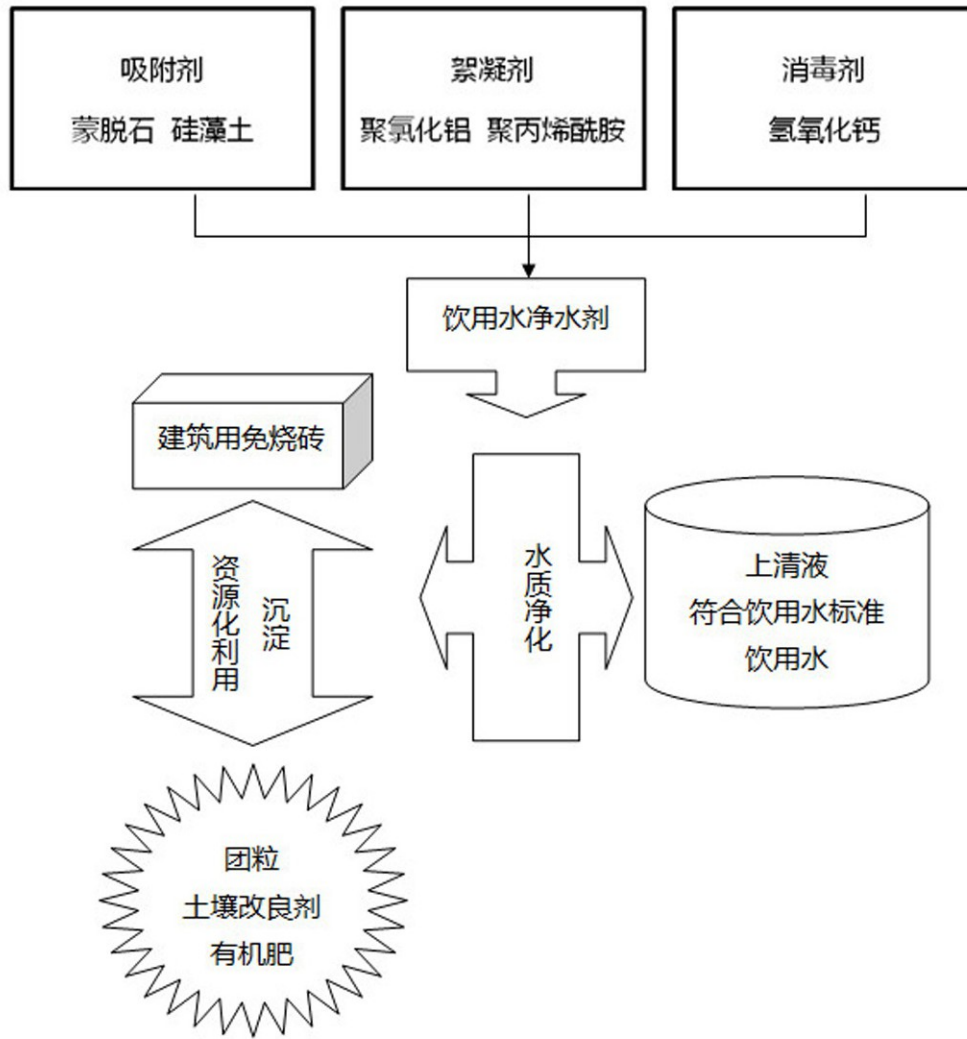 吸附剂
蒙脱石 硅藻土
絮凝剂
聚氯化铝 聚丙烯酰胺
消毒剂
氢氧化钙
饮用水净水剂
建筑用免烧砖
资源化利用
沉淀
水质净化
上清液
符合饮用水标准
饮用水
团粒
土壤改良剂
有机肥